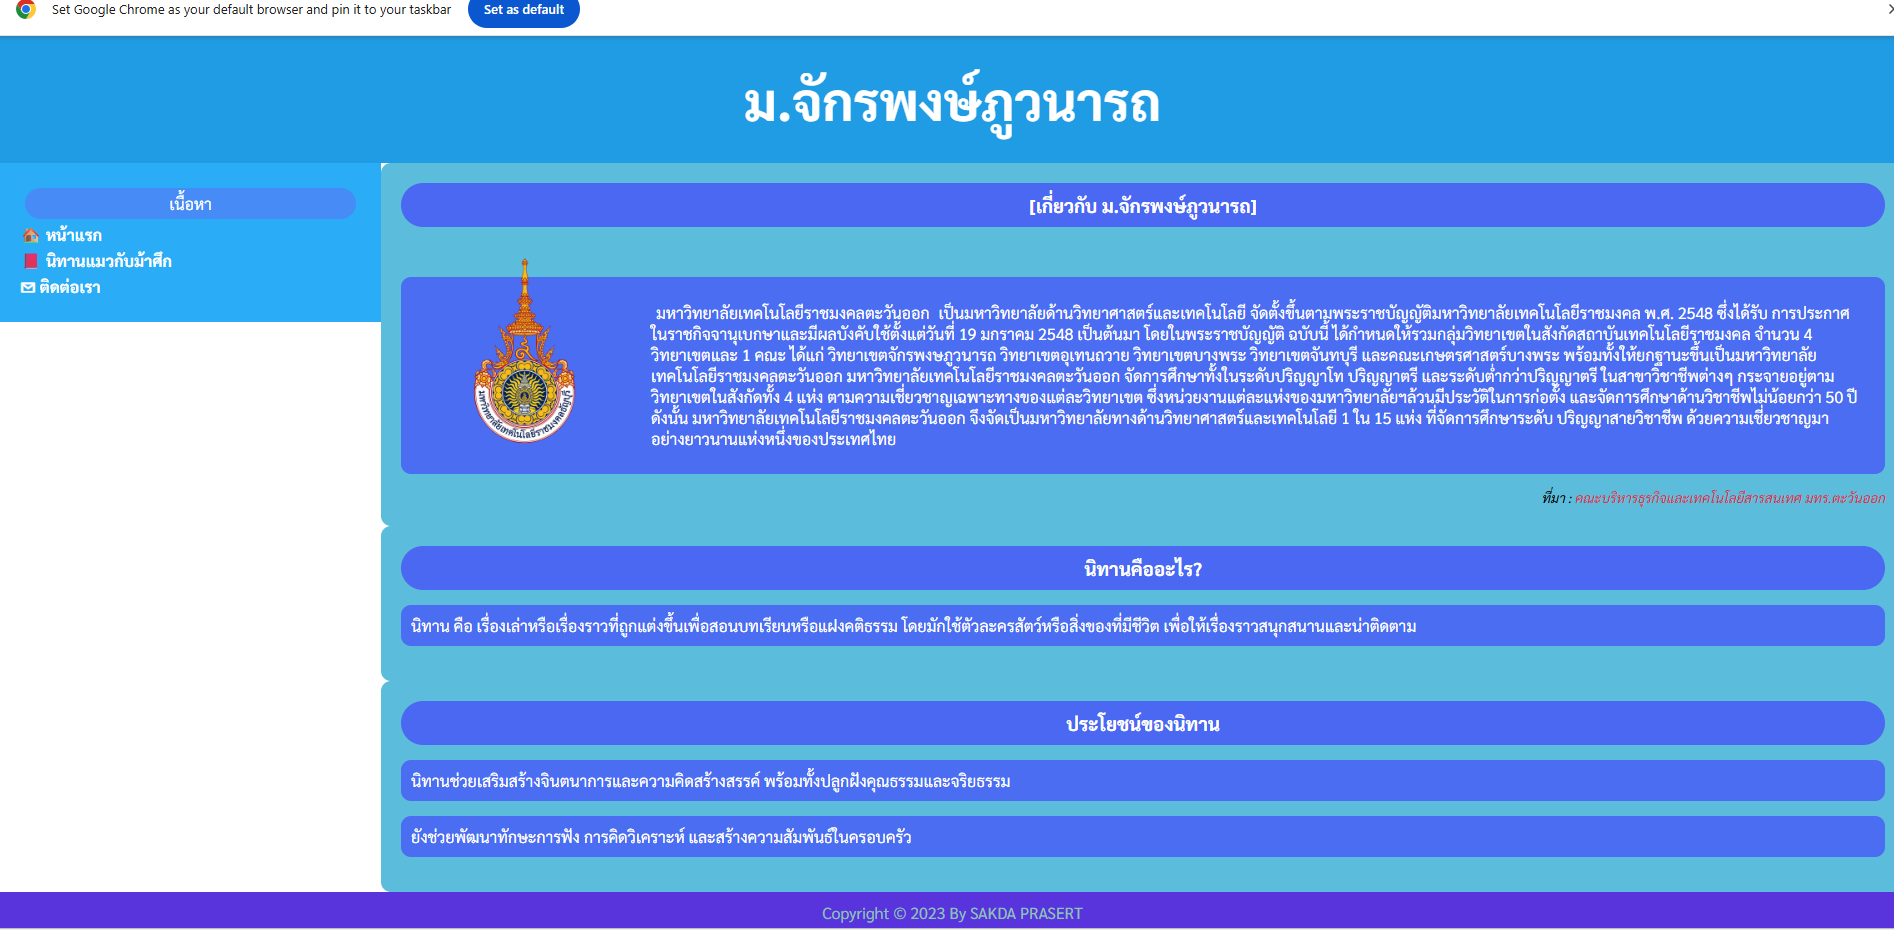 Set Google Chrome as your default browser and pin it to your taskbar
Set as default
ม.จักรพงษ์ภูวนารถ
เนื้อหา
หน้าแรก
นิทานแมวกับม้าศึก
ติดต่อเรา
[เกี่ยวกับ ม.จักรพงษ์ภูวนารถ]
มหาวิทยาลัยเทคโนโลยีราชมงคลตะวันออก เป็นมหาวิทยาลัยด้านวิทยาศาสตร์และเทคโนโลยี จัดตั้งขึ้นตามพระราชบัญญัติมหาวิทยาลัยเทคโนโลยีราชมงคล พ.ศ. 2548 ซึ่งได้รับ การประกาศ
ในราชกิจจานุเบกษาและมีผลบังคับใช้ตั้งแต่วันที่ 19 มกราคม 2548 เป็นต้นมา โดยในพระราชบัญญัติ ฉบับนี้ ได้กำหนดให้รวมกลุ่มวิทยาเขตในสังกัดสถาบันเทคโนโลยีราชมงคล จำนวน 4
วิทยาเขตและ 1 คณะ ได้แก่ วิทยาเขตจักรพงษภูวนารถ วิทยาเขตอุเทนถวาย วิทยาเขตบางพระ วิทยาเขตจันทบุรี และคณะเกษตรศาสตร์บางพระ พร้อมทั้งให้ยกฐานะขึ้นเป็นมหาวิทยาลัย
เทคโนโลยีราชมงคลตะวันออก มหาวิทยาลัยเทคโนโลยีราชมงคลตะวันออก จัดการศึกษาทั้งในระดับปริญญาโท ปริญญาตรี และระดับต่ำกว่าปริญญาตรี ในสาขาวิชาชีพต่างๆ กระจายอยู่ตาม
วิทยาเขตในสังกัดทั้ง 4 แห่ง ตามความเชี่ยวชาญเฉพาะทางของแต่ละวิทยาเขต ซึ่งหน่วยงานแต่ละแห่งของมหาวิทยาลัยฯล้วนมีประวัติในการก่อตั้ง และจัดการศึกษาด้านวิชาชีพไม่น้อยกว่า 50 ปี
ดังนั้น มหาวิทยาลัยเทคโนโลยีราชมงคลตะวันออก จึงจัดเป็นมหาวิทยาลัยทางด้านวิทยาศาสตร์และเทคโนโลยี 1 ใน 15 แห่ง ที่จัดการศึกษาระดับ ปริญญาสายวิชาชีพ ด้วยความเชี่ยวชาญมา
อย่างยาวนานแห่งหนึ่งของประเทศไทย
มหาวิทยาลัยเทคโนโลยีราชมงคลธัญบุรี
ที่มา : คณะบริหารธุรกิจและเทคโนโลยีสารสนเทศ มทร.ตะวันออก
นิทานคืออะไร?
นิทาน คือ เรื่องเล่าหรือเรื่องราวที่ถูกแต่งขึ้นเพื่อสอนบทเรียนหรือแฝงคติธรรม โดยมักใช้ตัวละครสัตว์หรือสิ่งของที่มีชีวิต เพื่อให้เรื่องราวสนุกสนานและน่าติดตาม
ประโยชน์ของนิทาน
นิทานช่วยเสริมสร้างจินตนาการและความคิดสร้างสรรค์ พร้อมทั้งปลูกฝังคุณธรรมและจริยธรรม
ยังช่วยพัฒนาทักษะการฟัง การคิดวิเคราะห์ และสร้างความสัมพันธ์ในครอบครัว
Copyright © 2023 By SAKDA PRASERT